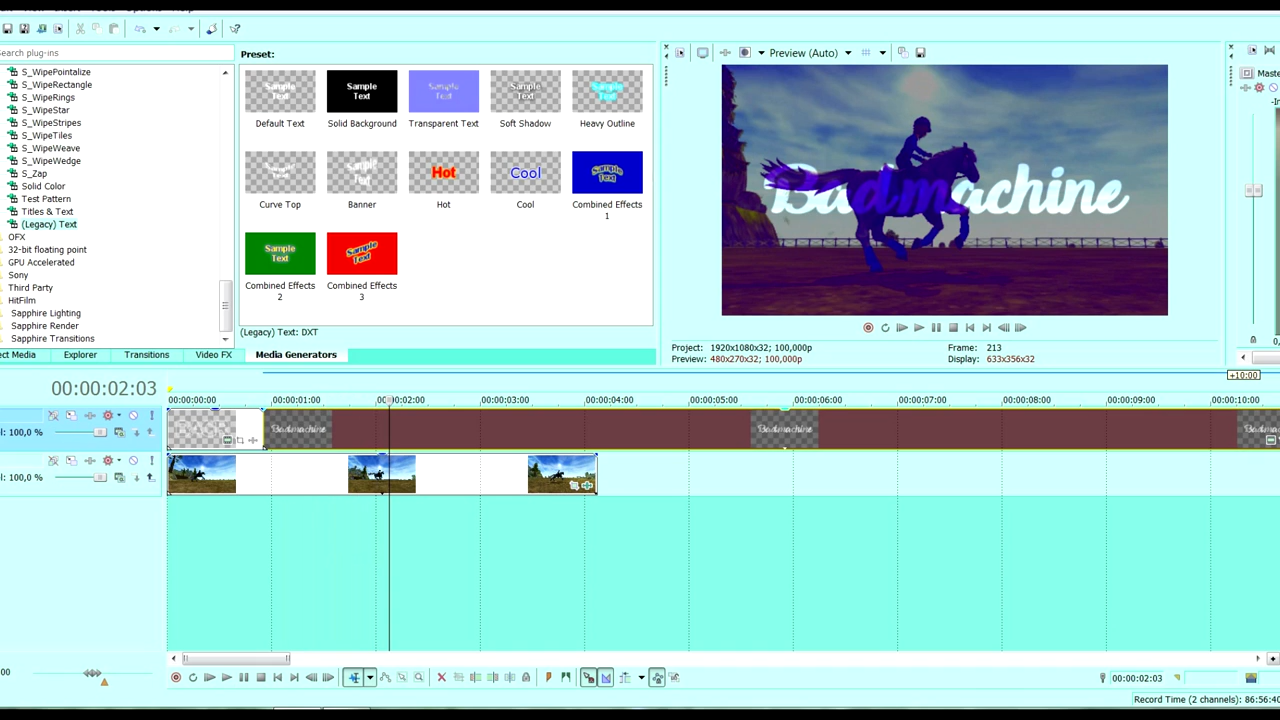 Search plug-ins
S_WipePointalize
S_WipeRectangle
S_WipeRings
S_WipeStar
S_WipeStripes
S_WipeTiles
S_WipeWeave
S_WipeWedge
S_Zap
Solid Color
Test Pattern
Titles & Text
(Legacy) Text
OFX
32-bit floating point
GPU Accelerated
Sony
Third Party
HitFilm
Sapphire Lighting
Sapphire Render
Sapphire Transitions
Preset:
Sample Text
Sample Text
Sample Text
Sample Text
Sample Text
Default Text
Solid Background
Transparent Text
Soft Shadow
Heavy Outline
Sample Text
Sample Text
Hot
Cool
Sample Text
Curve Top
Banner
Hot
Cool
Combined Effects 1
Sample Text
Sample Text
Combined Effects 2
Combined Effects 3
(Legacy) Text: DXT
ect Media
Explorer
Transitions
Video FX
Media Generators
Preview (Auto)
Badmachine
Project: 1920x1080x32; 100,000p
Frame: 213
Preview: 480x270x32; 100,000p
Display: 633x356x32
Maste
+10:00
00:00:02:03
00:00:00:00
00:00:01:00
00:00:02:00
00:00:03:00
00:00:04:00
00:00:05:00
00:00:06:00
00:00:07:00
00:00:08:00
00:00:09:00
00:00:10:00
el: 100,0 %
Badmachine
Badmachine
Badma
el: 100,0 %
00
00:00:02:03
Record Time (2 channels): 86:56:40